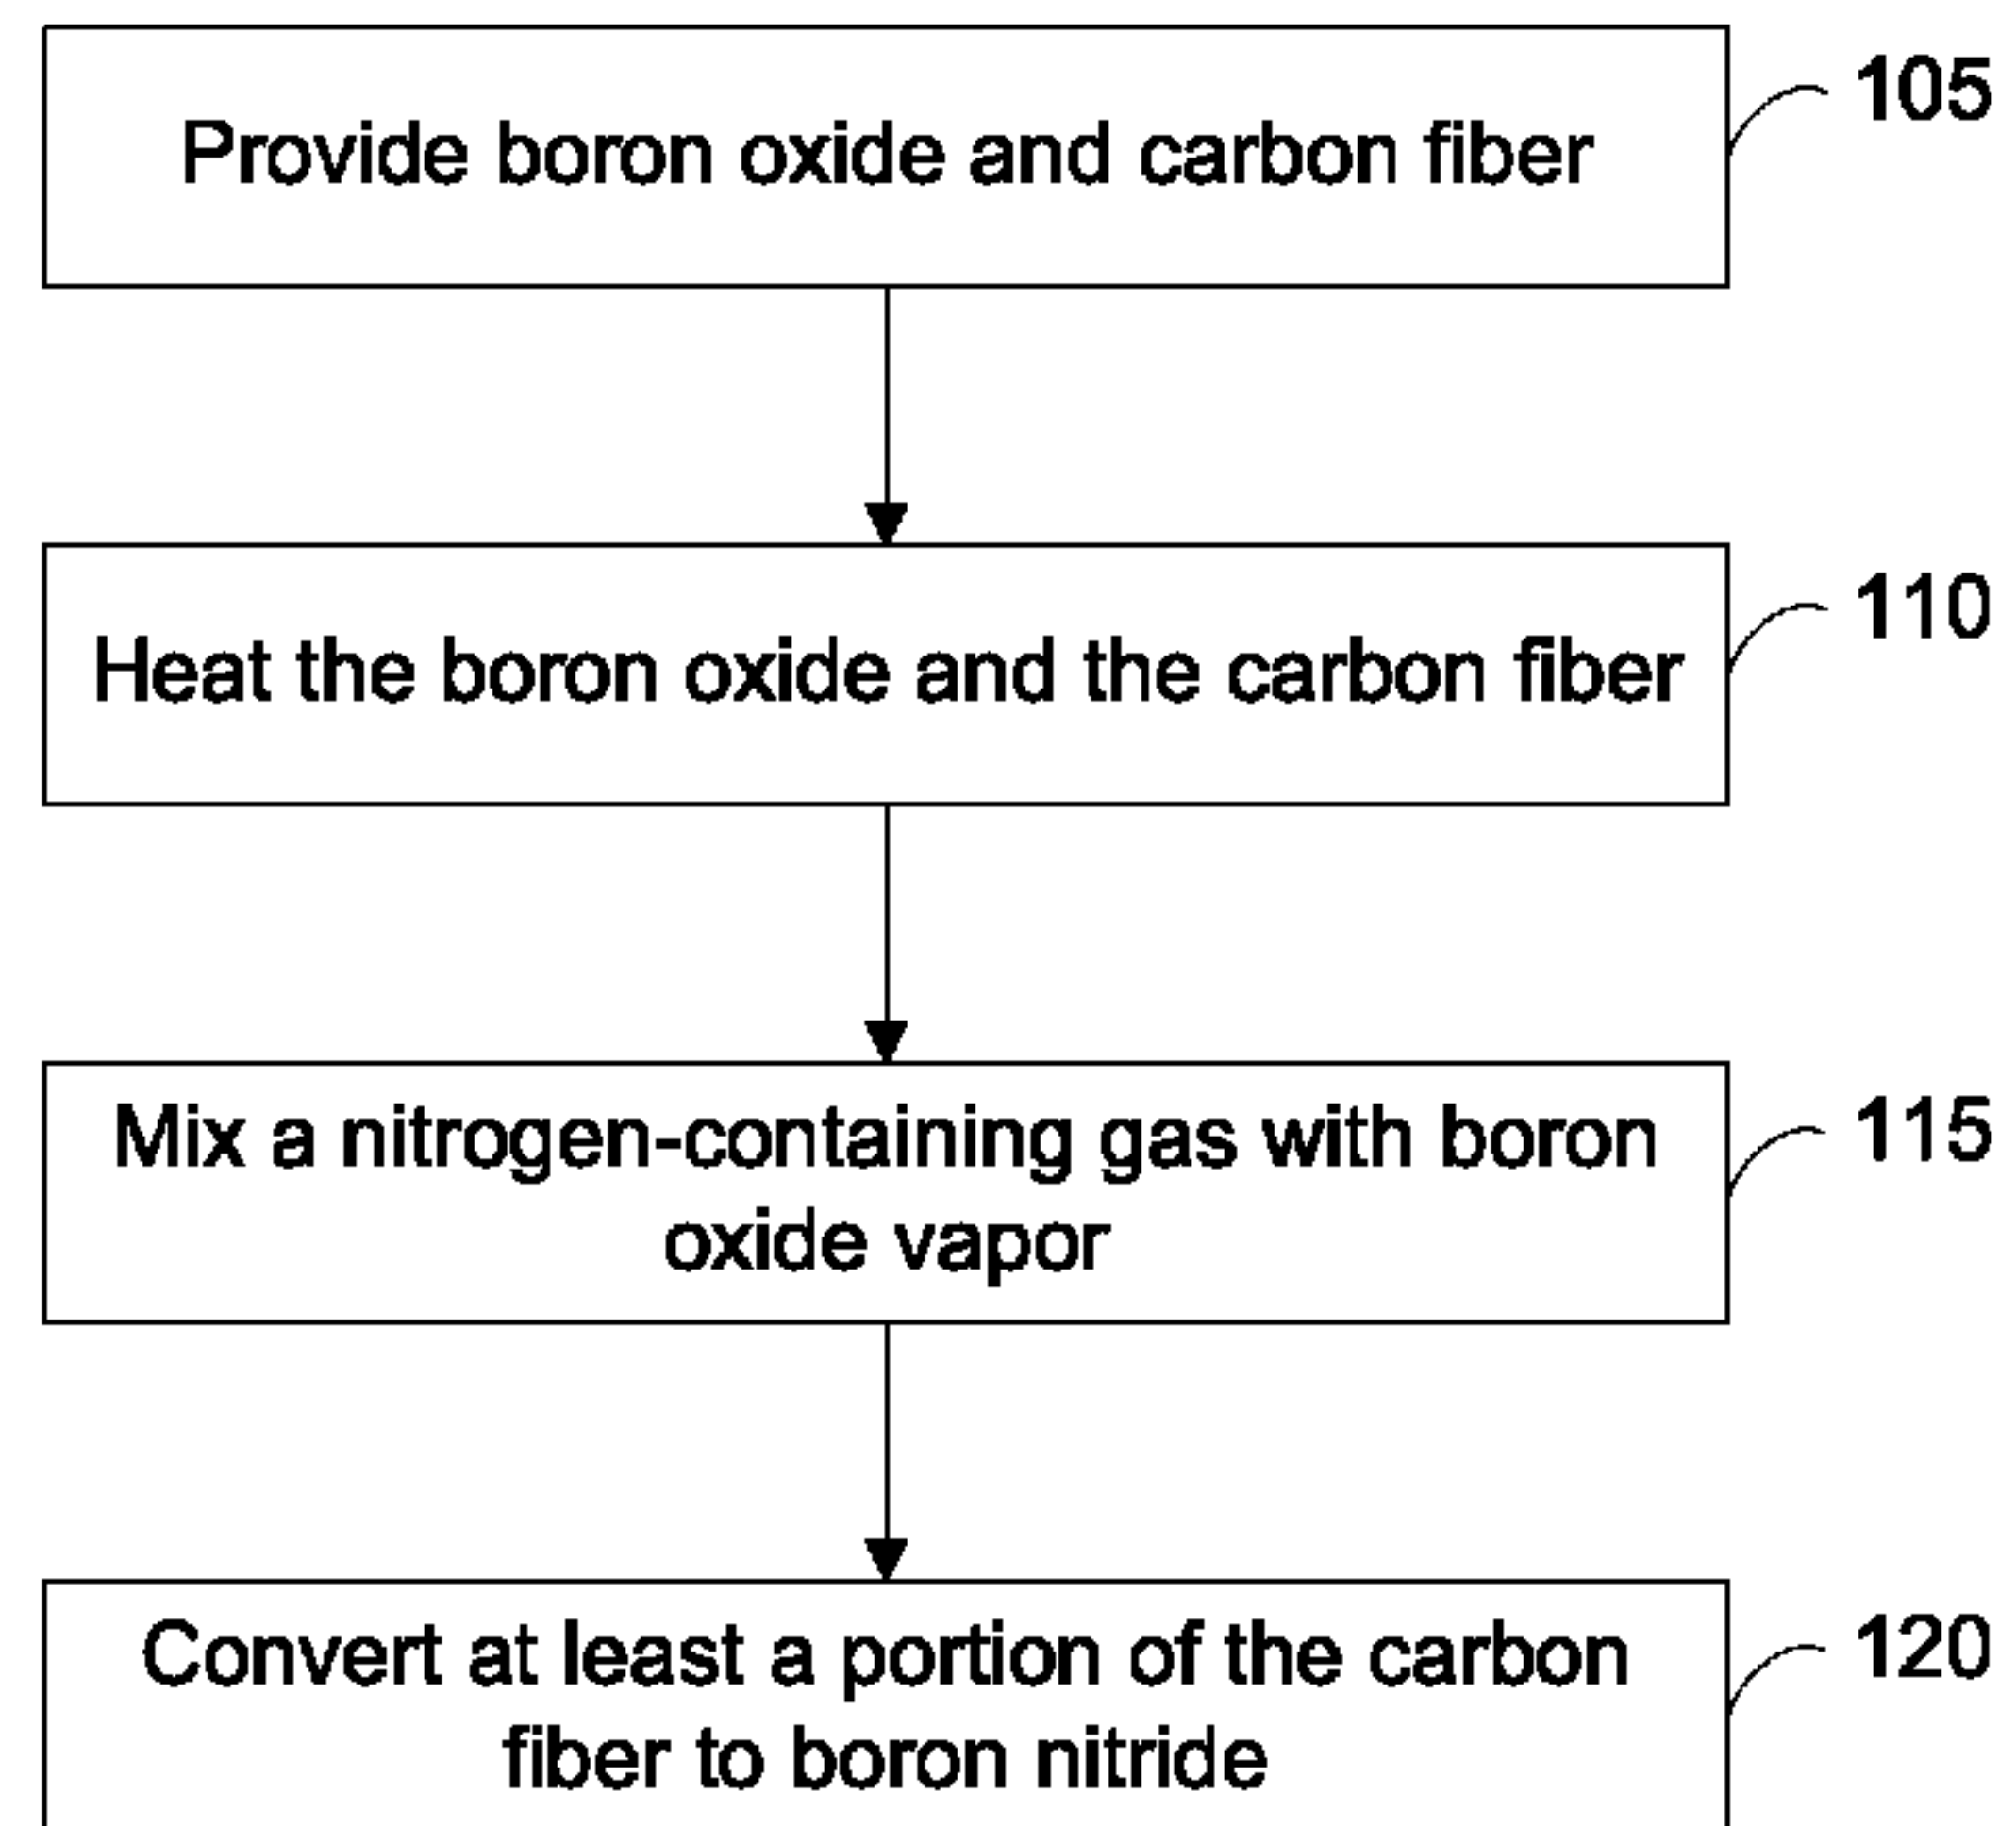 Provide boron oxide and carbon fiber
105
Heat the boron oxide and the carbon fiber
110
Mix a nitrogen-containing gas with boron
oxide vapor
115
Convert at least a portion of the carbon
fiber to boron nitride
120